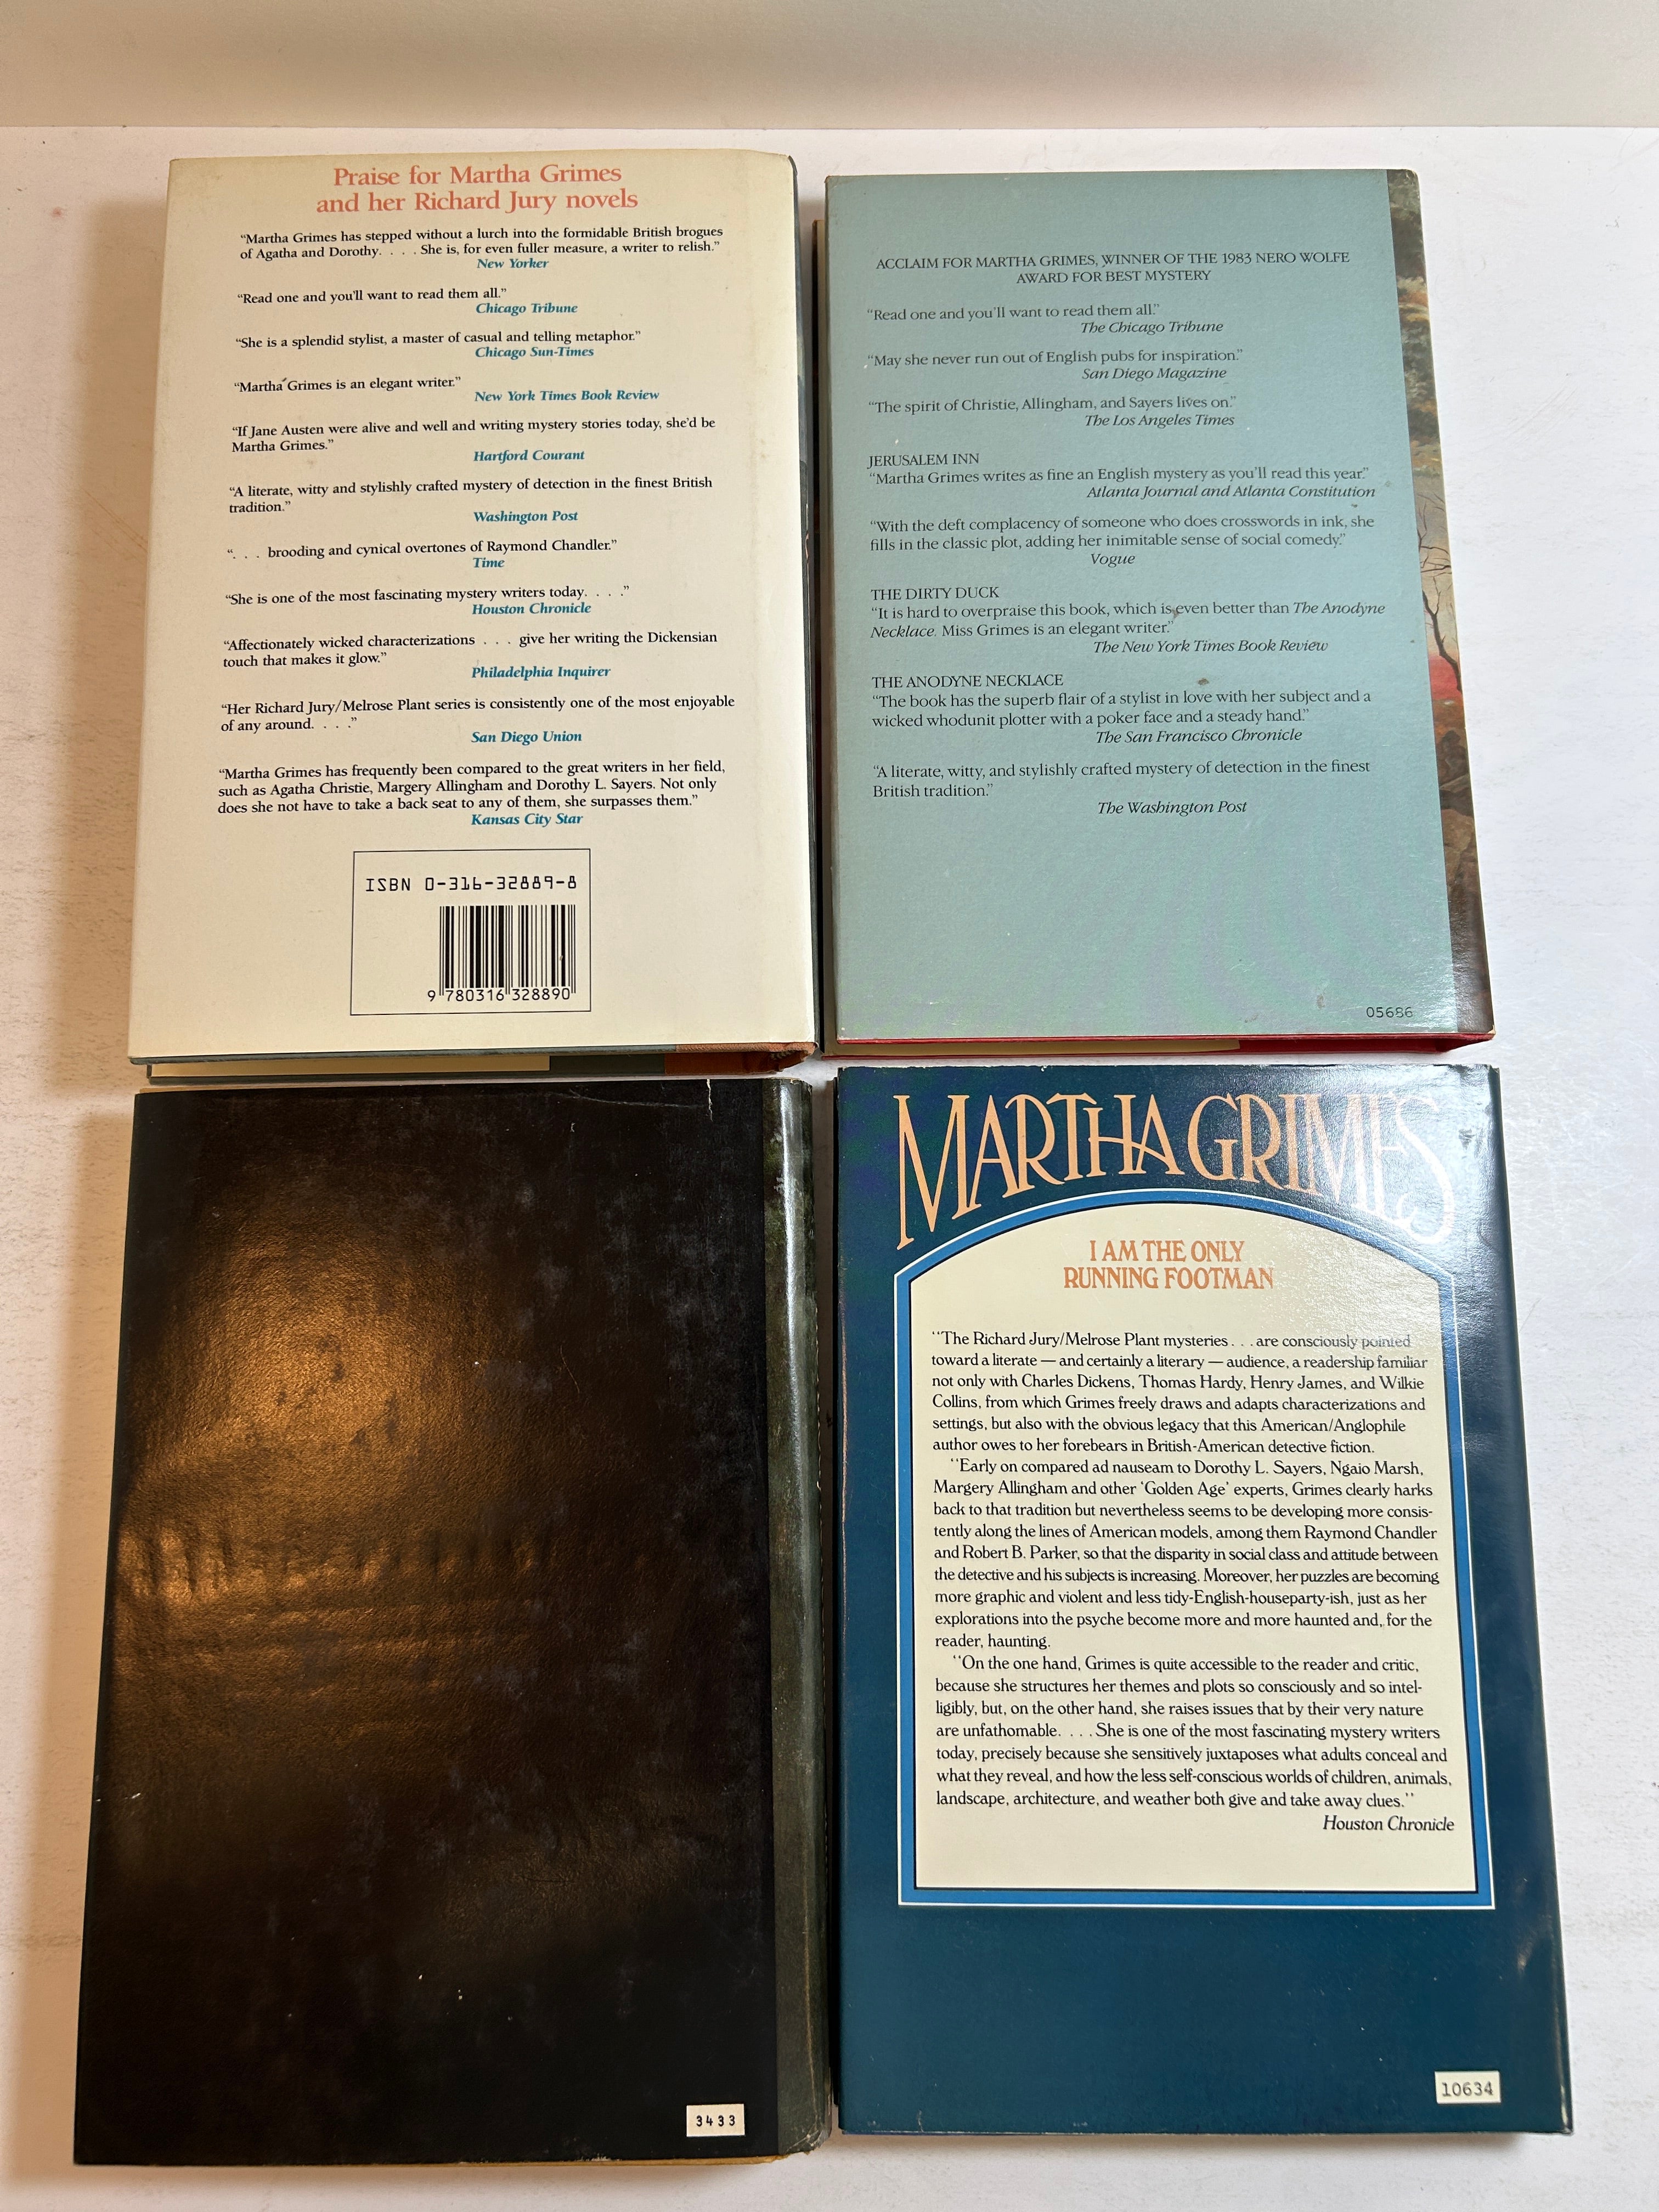 Praise for Martha Grimes
and her Richard Jury novels
“Martha Grimes has stepped without a lurch into the formidable British brogues
of Agatha and Dorothy. . . . She is, for even fuller measure, a writer to relish.”
New Yorker
“Read one and you'll want to read them all.”
Chicago Tribune
“She is a splendid stylist, a master of casual and telling metaphor.”
Chicago Sun-Times
“Martha Grimes is an elegant writer.”
New York Times Book Review
“If Jane Austen were alive and well and writing mystery stories today, she'd be
Martha Grimes.”
Hartford Courant
“A literate, witty and stylishly crafted mystery of detection in the finest British
tradition.”
Washington Post
“. . . brooding and cynical overtones of Raymond Chandler.”
Time
“She is one of the most fascinating mystery writers today. . . .”
Houston Chronicle
“Affectionately wicked characterizations . . . give her writing the Dickensian
touch that makes it glow.”
Philadelphia Inquirer
“Her Richard Jury/Melrose Plant series is consistently one of the most enjoyable
of any around. . . .”
San Diego Union
“Martha Grimes has frequently been compared to the great writers in her field,
such as Agatha Christie, Margery Allingham and Dorothy L. Sayers. Not only
does she not have to take a back seat to any of them, she surpasses them.”
Kansas City Star
ISBN 0-316-32889-8
9 780316 328890
ACCLAIM FOR MARTHA GRIMES, WINNER OF THE 1983 NERO WOLFE
AWARD FOR BEST MYSTERY
“Read one and you'll want to read them all.”
The Chicago Tribune
“May she never run out of English pubs for inspiration.”
San Diego Magazine
“The spirit of Christie, Allingham, and Sayers lives on.”
The Los Angeles Times
JERUSALEM INN
“Martha Grimes writes as fine an English mystery as you'll read this year.”
Atlanta Journal and Atlanta Constitution
“With the deft complacency of someone who does crosswords in ink, she
fills in the classic plot, adding her inimitable sense of social comedy.”
Vogue
THE DIRTY DUCK
“It is hard to overpraise this book, which is even better than The Anodyne
Necklace. Miss Grimes is an elegant writer.”
The New York Times Book Review
THE ANODYNE NECKLACE
“The book has the superb flair of a stylist in love with her subject and a
wicked whodunit plotter with a poker face and a steady hand.”
The San Francisco Chronicle
“A literate, witty, and stylishly crafted mystery of detection in the finest
British tradition.”
The Washington Post
05686
3433
MARTHA GRIMES
I AM THE ONLY
RUNNING FOOTMAN
“The Richard Jury/Melrose Plant mysteries . . . are consciously pointed
toward a literate — and certainly a literary — audience, a readership familiar
not only with Charles Dickens, Thomas Hardy, Henry James, and Wilkie
Collins, from which Grimes freely draws and adapts characterizations and
settings, but also with the obvious legacy that this American/Anglophile
author owes to her forebears in British-American detective fiction.
“Early on compared ad nauseam to Dorothy L. Sayers, Ngaio Marsh,
Margery Allingham and other 'Golden Age' experts, Grimes clearly harks
back to that tradition but nevertheless seems to be developing more consis-
tently along the lines of American models, among them Raymond Chandler
and Robert B. Parker, so that the disparity in social class and attitude between
the detective and his subjects is increasing. Moreover, her puzzles are becoming
more graphic and violent and less tidy-English-houseparty-ish, just as her
explorations into the psyche become more and more haunted and, for the
reader, haunting.
“On the one hand, Grimes is quite accessible to the reader and critic,
because she structures her themes and plots so consciously and so intel-
ligibly, but, on the other hand, she raises issues that by their very nature
are unfathomable. . . . She is one of the most fascinating mystery writers
today, precisely because she sensitively juxtaposes what adults conceal and
what they reveal, and how the less self-conscious worlds of children, animals,
landscape, architecture, and weather both give and take away clues.”
Houston Chronicle
10634